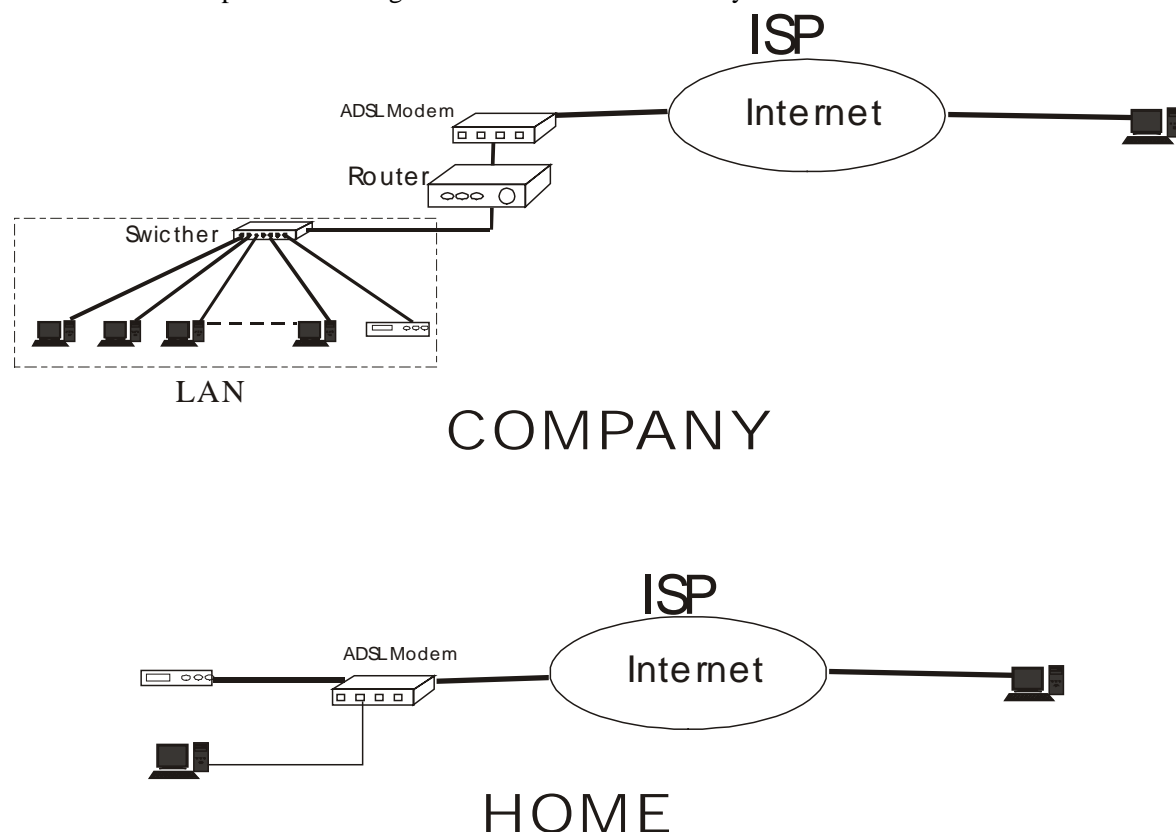 ISP
Internet
ADSL Modem
Router
Swicther
LAN
COMPANY
ISP
Internet
ADSL Modem
HOME